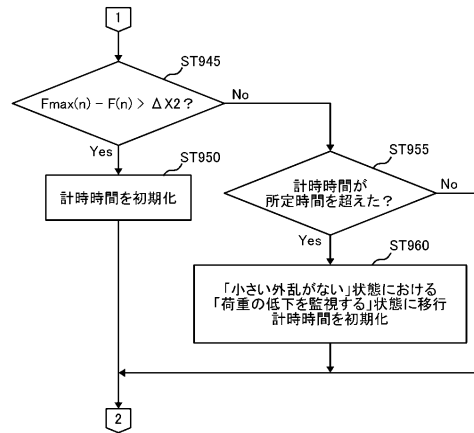 1
ST945
Fmax(n) − F(n) > ΔX2?
No
Yes
ST950
計時時間を初期化
ST955
計時時間が
所定時間を超えた?
No
Yes
ST960
「小さい外乱がない」状態における
「荷重の低下を監視する」状態に移行
計時時間を初期化
2